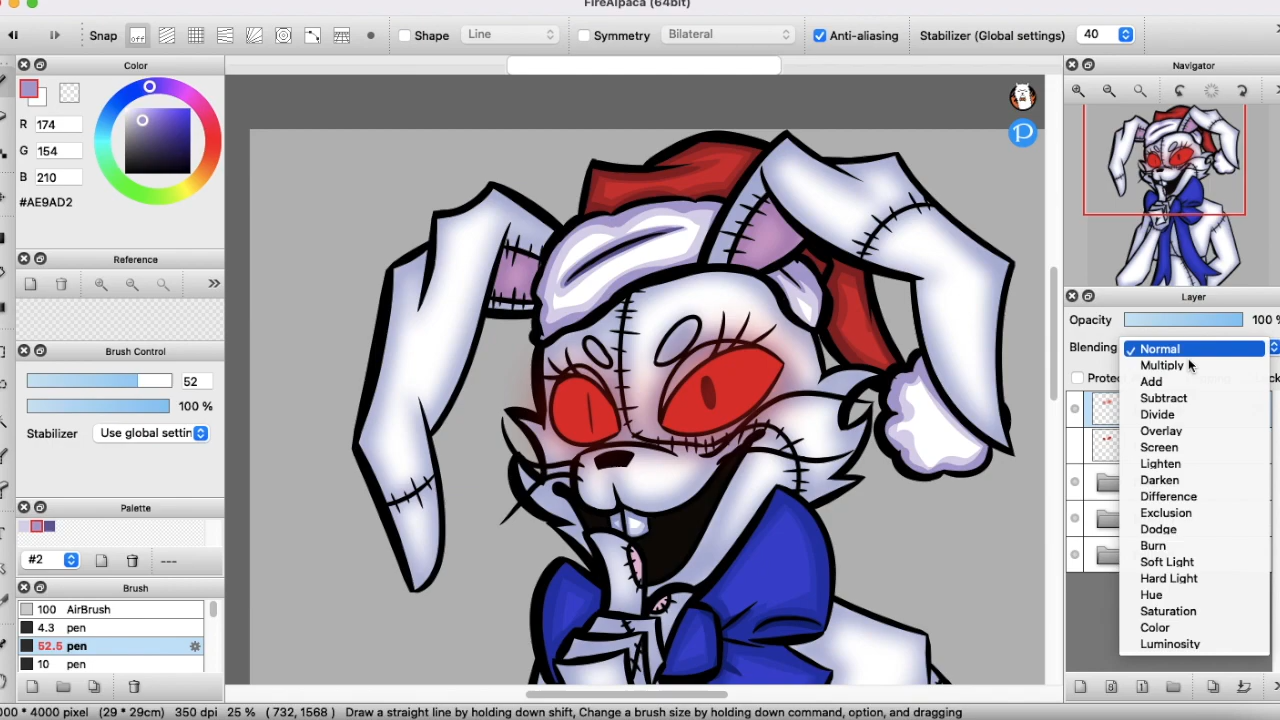 FireAlpaca (64bit)
Snap off Shape Line Symmetry Bilateral Anti-aliasing Stabilizer (Global settings) 40
Color
R 174
G 154
B 210
#AE9AD2
Reference
Brush Control
52
100 %
Stabilizer Use global settin
Palette
#2 ---
Brush
100 AirBrush
4.3 pen
52.5 pen
10 pen
Navigator
Layer
Opacity 100 %
Blending Normal
Protec
Multiply
Add
Subtract
Divide
Overlay
Screen
Lighten
Darken
Difference
Exclusion
Dodge
Burn
Soft Light
Hard Light
Hue
Saturation
Color
Luminosity
000 * 4000 pixel (29 * 29cm) 350 dpi 25 % ( 732, 1568 ) Draw a straight line by holding down shift, Change a brush size by holding down command, option, and dragging